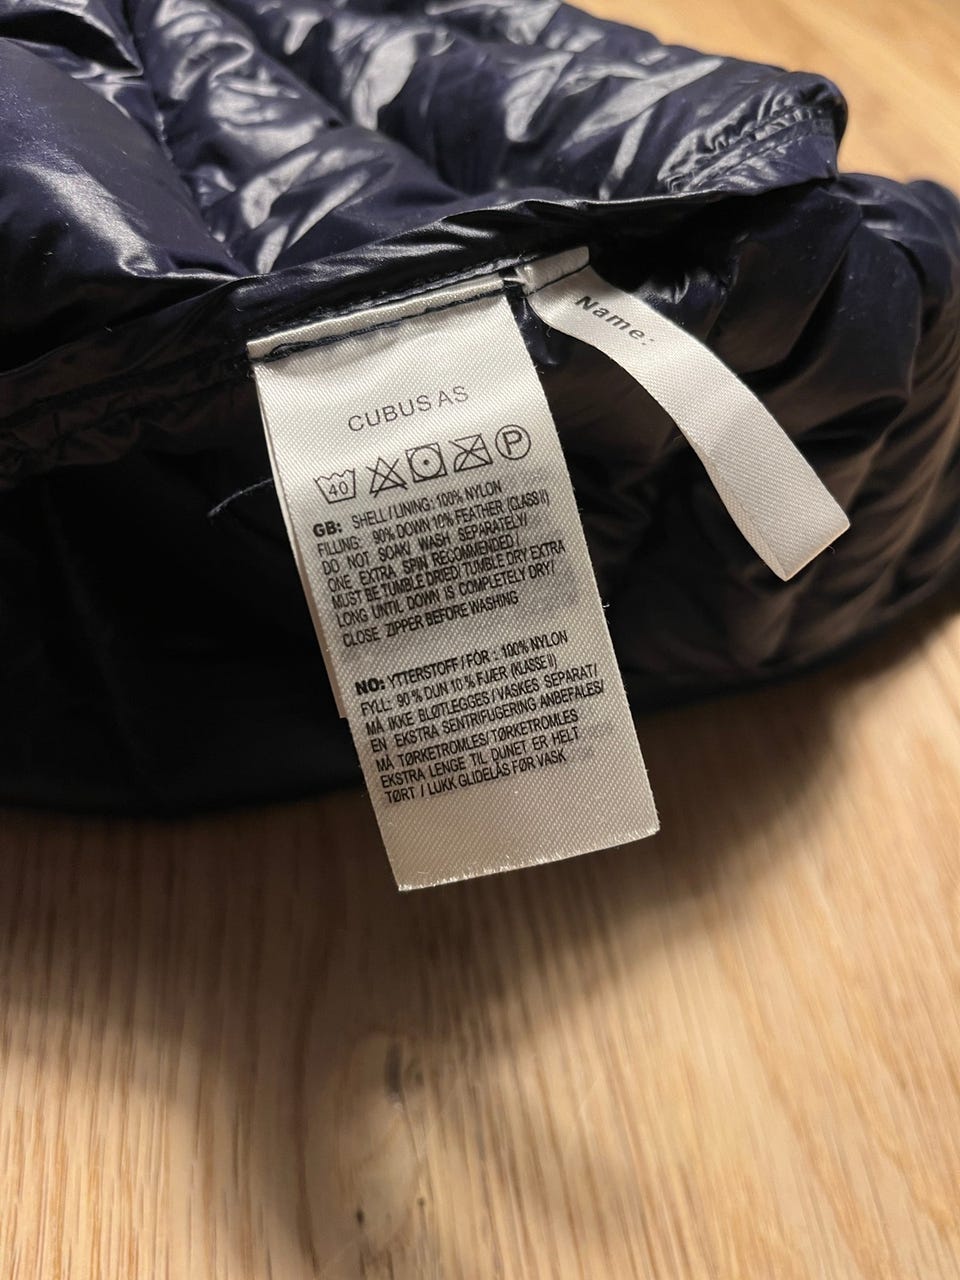 CUBUS AS
40 P
GB: SHELL/LINING: 100% NYLON
FILLING: 90% DOWN 10% FEATHER (CLASS II)
DO NOT SOAK/ WASH SEPARATELY/
ONE EXTRA SPIN RECOMMENDED/
MUST BE TUMBLE DRIED/ TUMBLE DRY EXTRA
LONG UNTIL DOWN IS COMPLETELY DRY/
CLOSE ZIPPER BEFORE WASHING
NO: YTTERSTOFF/FÓR : 100% NYLON
FYLL: 90 % DUN 10 % FJÆR (KLASSE II)
MÅ IKKE BLØTLEGGES/ VASKES SEPARAT/
EN EKSTRA SENTRIFUGERING ANBEFALES/
MÅ TØRKETROMLES/ TØRKETROMLES
EKSTRA LENGE TIL DUNET ER HELT
TØRT / LUKK GLIDELÅS FØR VASK
Name: